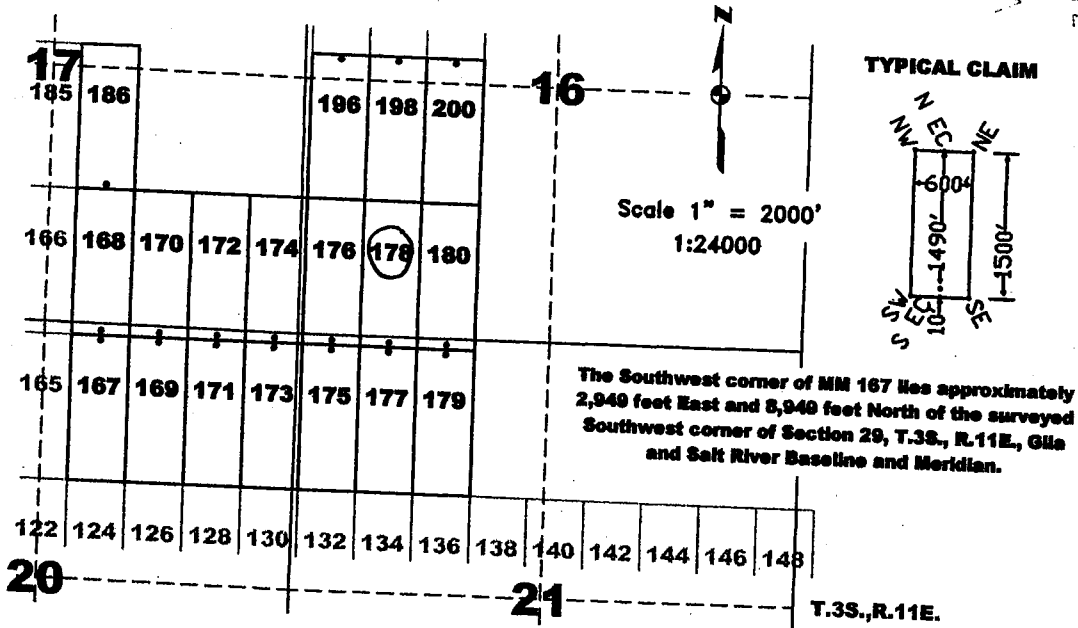 N
17
185 186
196 198 200
16
TYPICAL CLAIM
NW N EC NE
600'
1490'
1500'
10'
SW S EC SE
Scale 1" = 2000'
1:24000
166 168 170 172 174 176 178 180
165 167 169 171 173 175 177 179
The Southwest corner of MM 167 lies approximately
2,949 feet East and 8,949 feet North of the surveyed
Southwest corner of Section 29, T.3S., R.11E., Gila
and Salt River Baseline and Meridian.
122 124 126 128 130 132 134 136 138 140 142 144 146 148
20
21
T.3S.,R.11E.